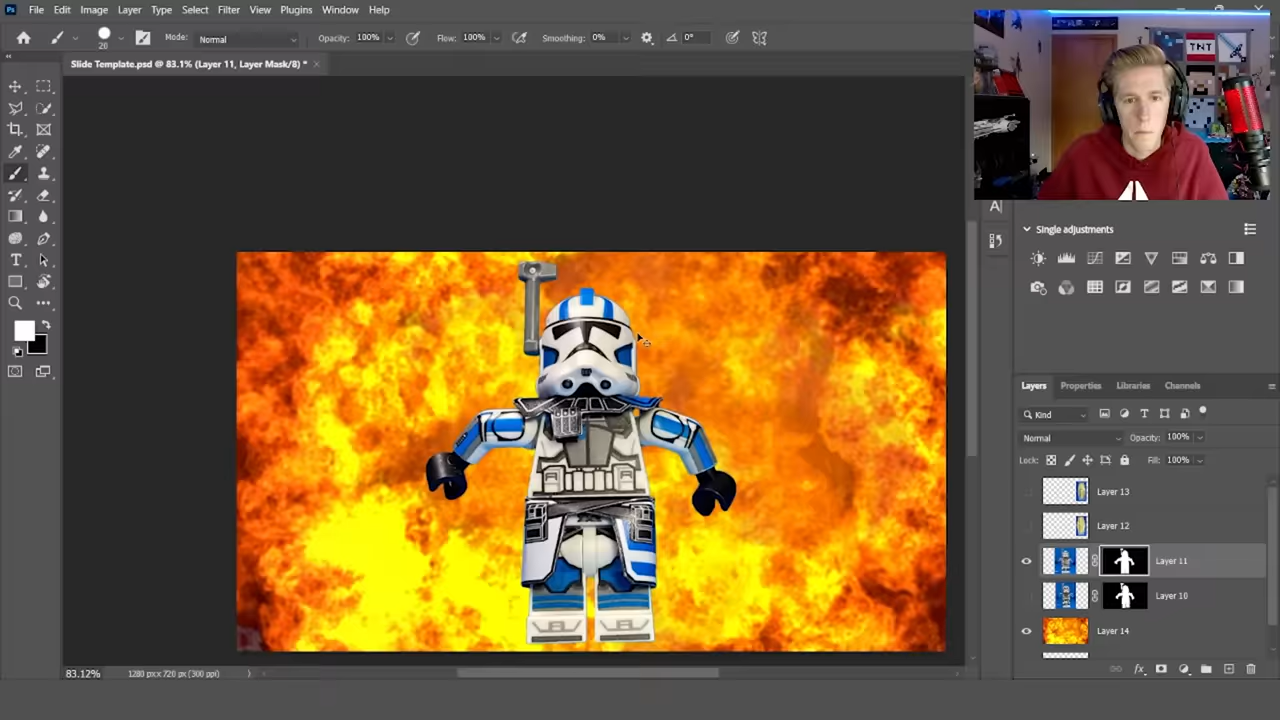 Ps File Edit Image Layer Type Select Filter View Plugins Window Help
20 Mode: Normal Opacity: 100% Flow: 100% Smoothing: 0% 0°
Slide Template.psd @ 83.1% (Layer 11, Layer Mask/8) *
TNT
Single adjustments
Layers Properties Libraries Channels
Kind
Normal Opacity: 100%
Lock: Fill: 100%
Layer 13
Layer 12
Layer 11
Layer 10
Layer 14
83.12% 1280 px x 720 px (300 ppi)